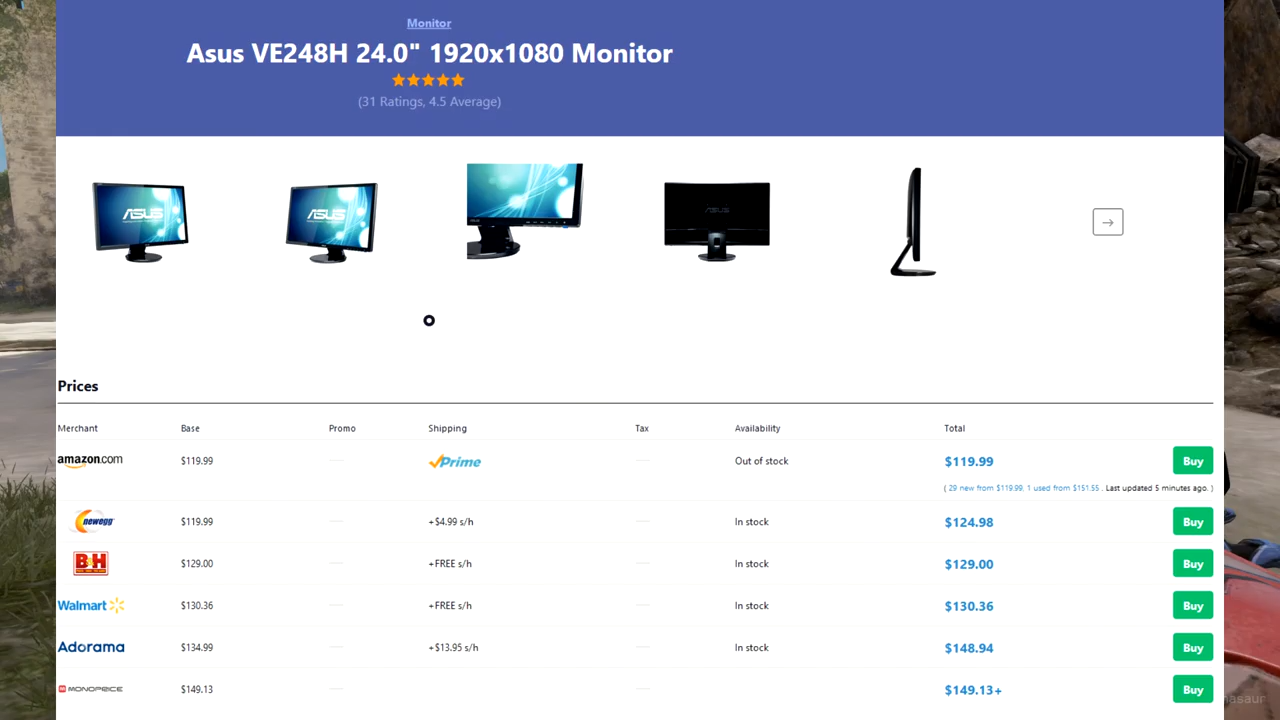 Monitor
Asus VE248H 24.0" 1920x1080 Monitor
(31 Ratings, 4.5 Average)
ASUS
ASUS
ASUS
Prices
Merchant Base Promo Shipping Tax Availability Total
amazon.com $119.99 — Prime — Out of stock $119.99 Buy
( 29 new from $119.99, 1 used from $151.55 . Last updated 5 minutes ago. )
newegg $119.99 — +$4.99 s/h — In stock $124.98 Buy
B&H $129.00 — +FREE s/h — In stock $129.00 Buy
Walmart $130.36 — +FREE s/h — In stock $130.36 Buy
Adorama $134.99 — +$13.95 s/h — In stock $148.94 Buy
MONOPRICE $149.13 — — $149.13+ Buy